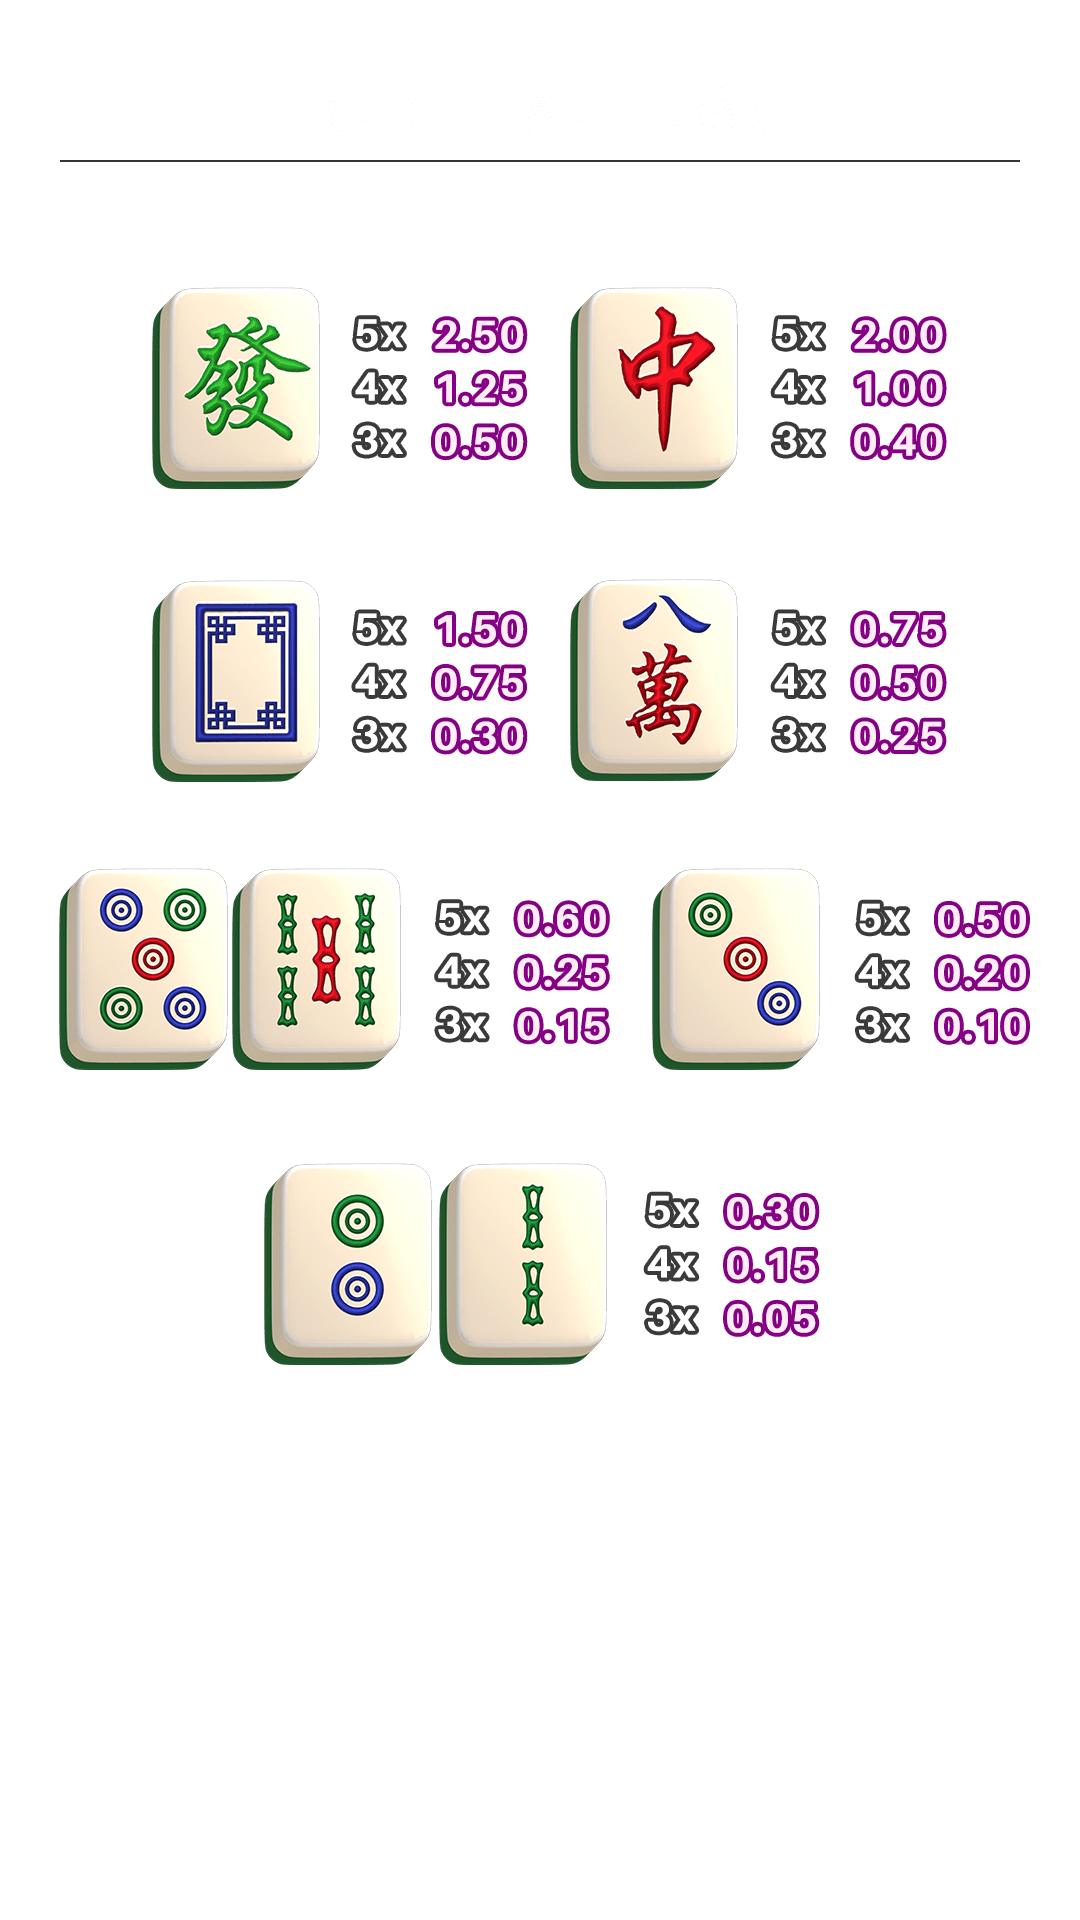 發
5x 2.50
4x 1.25
3x 0.50
中
5x 2.00
4x 1.00
3x 0.40
5x 1.50
4x 0.75
3x 0.30
八
萬
5x 0.75
4x 0.50
3x 0.25
5x 0.60
4x 0.25
3x 0.15
5x 0.50
4x 0.20
3x 0.10
5x 0.30
4x 0.15
3x 0.05